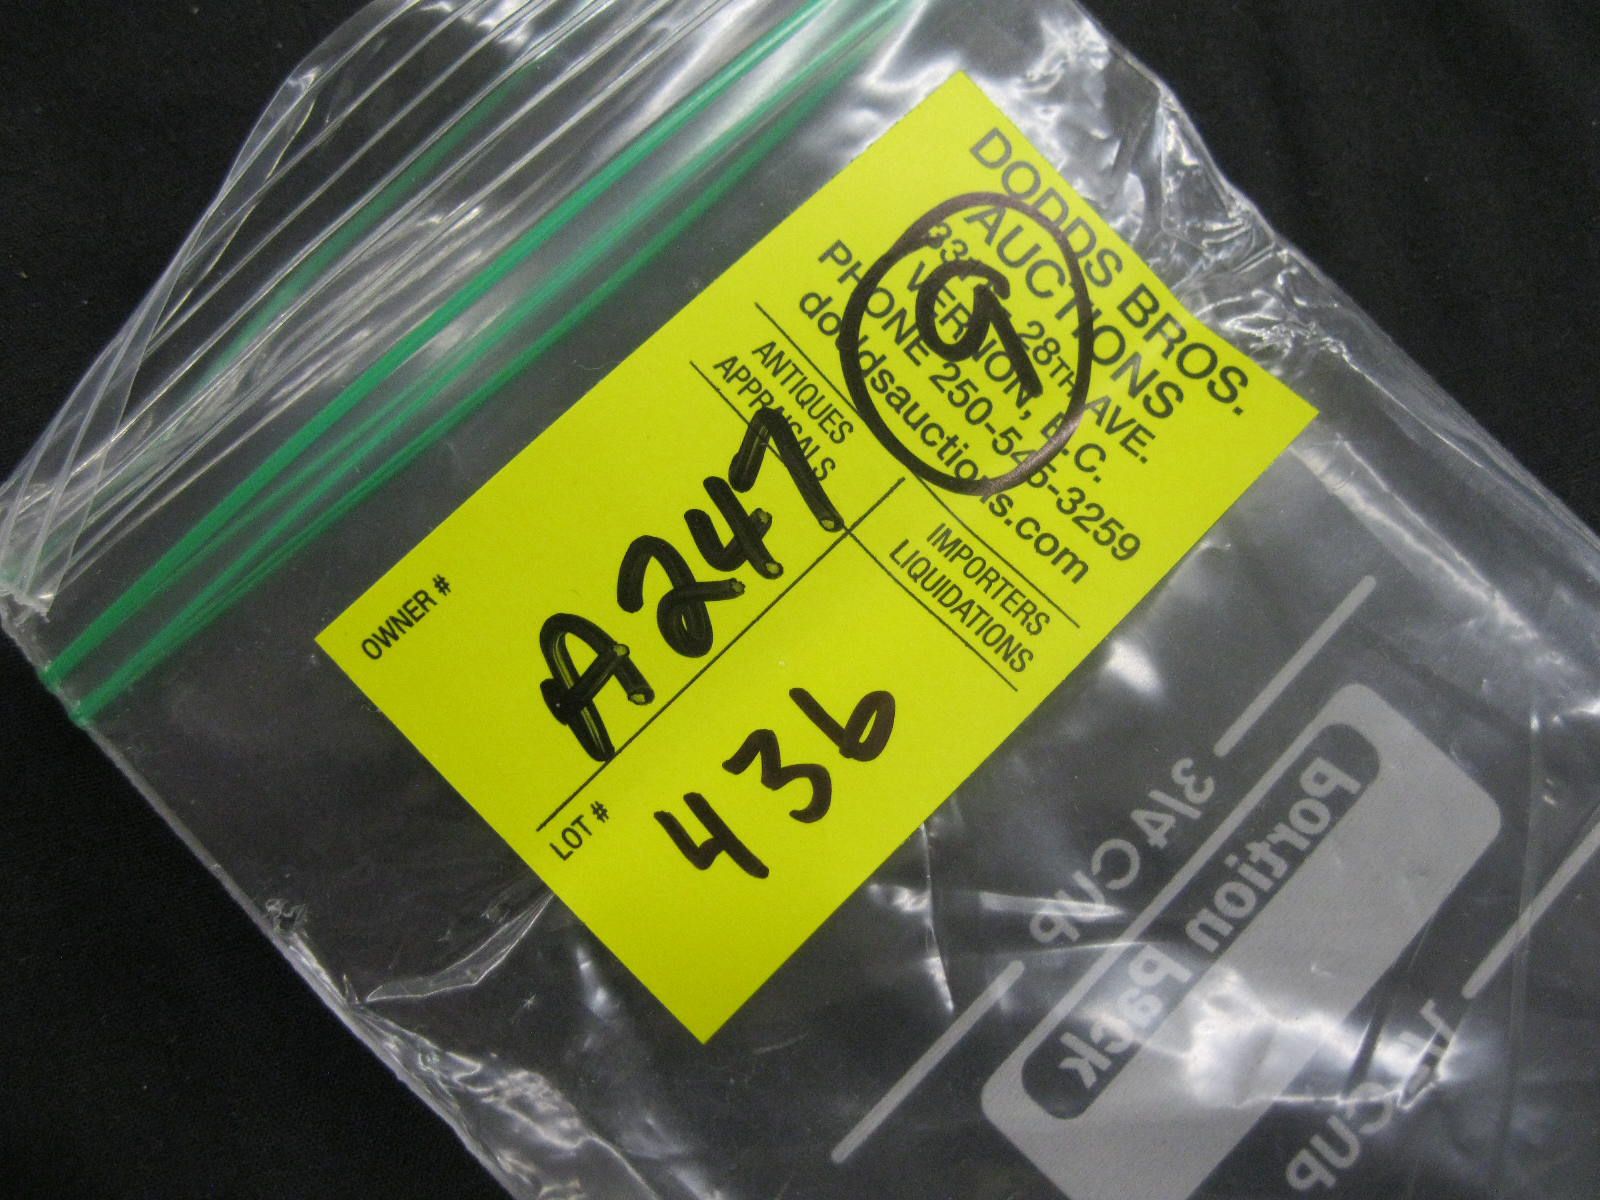 DODDS BROS.
AUCTIONS
28TH AVE.
VERNON, B.C.
PHONE 250-545-3259
doddsauctions.com
G
ANTIQUES
APPRAISALS
IMPORTERS
LIQUIDATIONS
OWNER #
A247
LOT #
436
3/4 CUP
Portion Pack
CUP